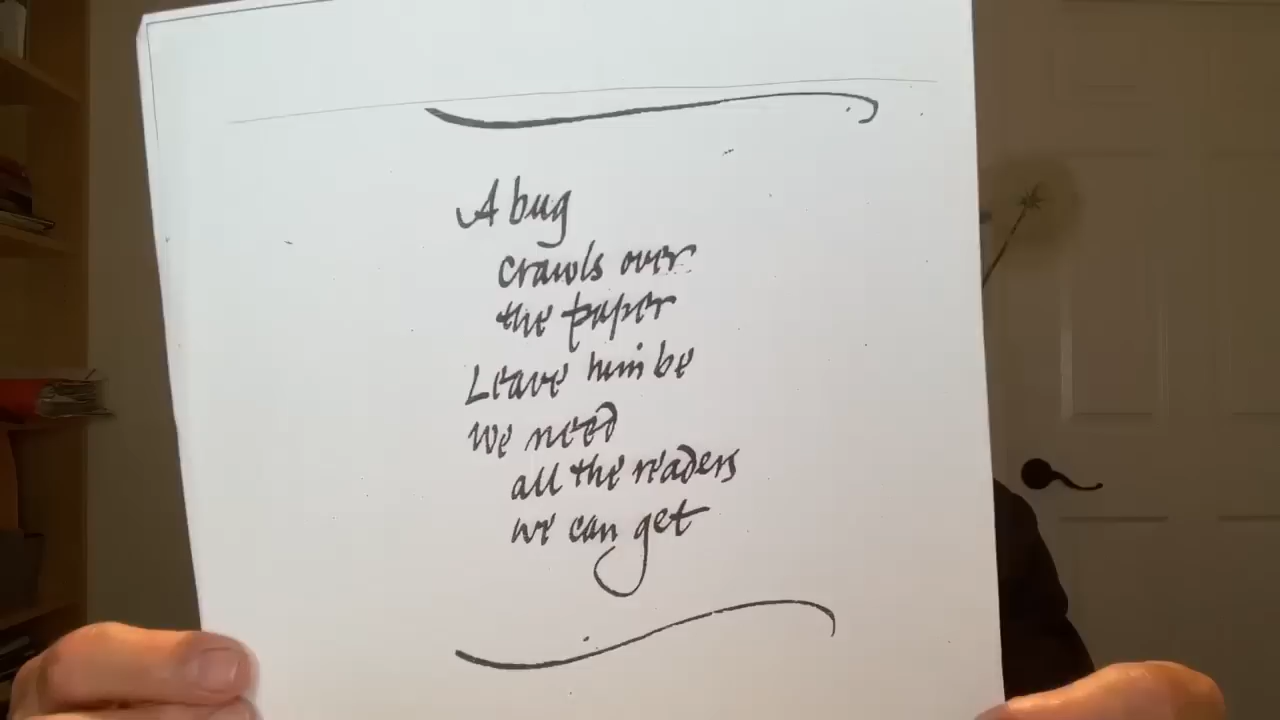 A bug
crawls over
the paper
Leave him be
we need
all the readers
we can get